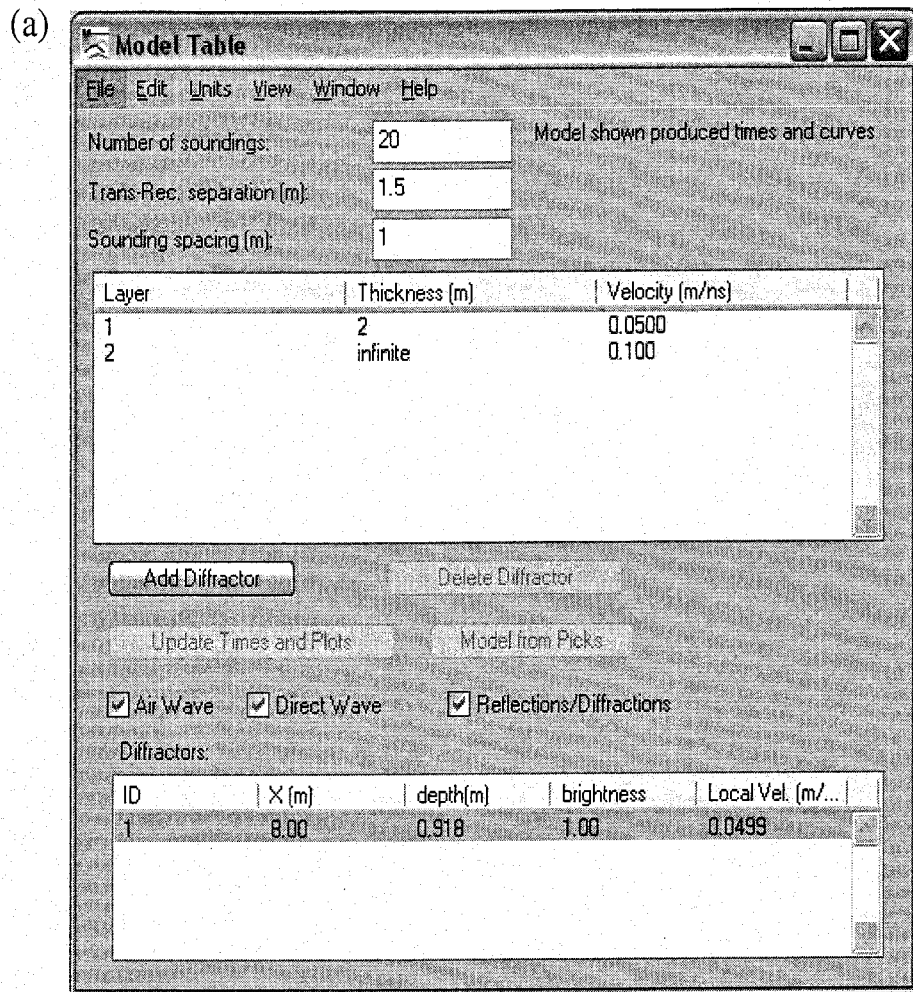 (a)
Model Table
File Edit Units View Window Help
Number of soundings: 20 Model shown produced times and curves
Trans-Rec. separation (m): 1.5
Sounding spacing (m): 1
Layer Thickness (m) Velocity (m/ns)
1 2 0.0500
2 infinite 0.100
Add Diffractor Delete Diffractor
Update Times and Plots Model from Picks
Air Wave Direct Wave Reflections/Diffractions
Diffractors:
ID X (m) depth(m) brightness Local Vel. (m/...
1 8.00 0.918 1.00 0.0499